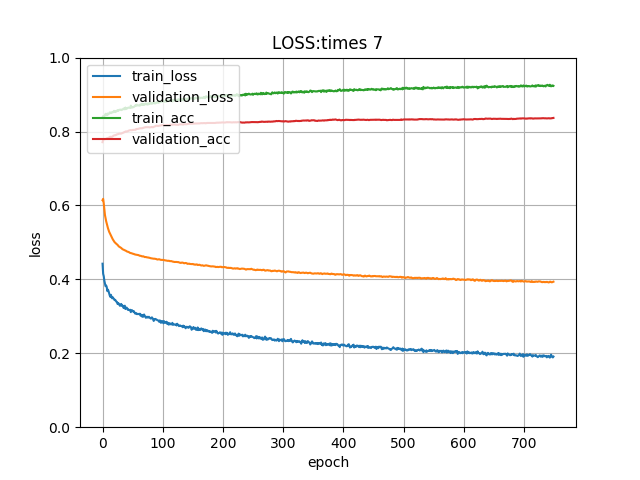 LOSS:times 7
train_loss
validation_loss
train_acc
validation_acc
1.0
0.8
0.6
0.4
0.2
0.0
loss
0 100 200 300 400 500 600 700
epoch